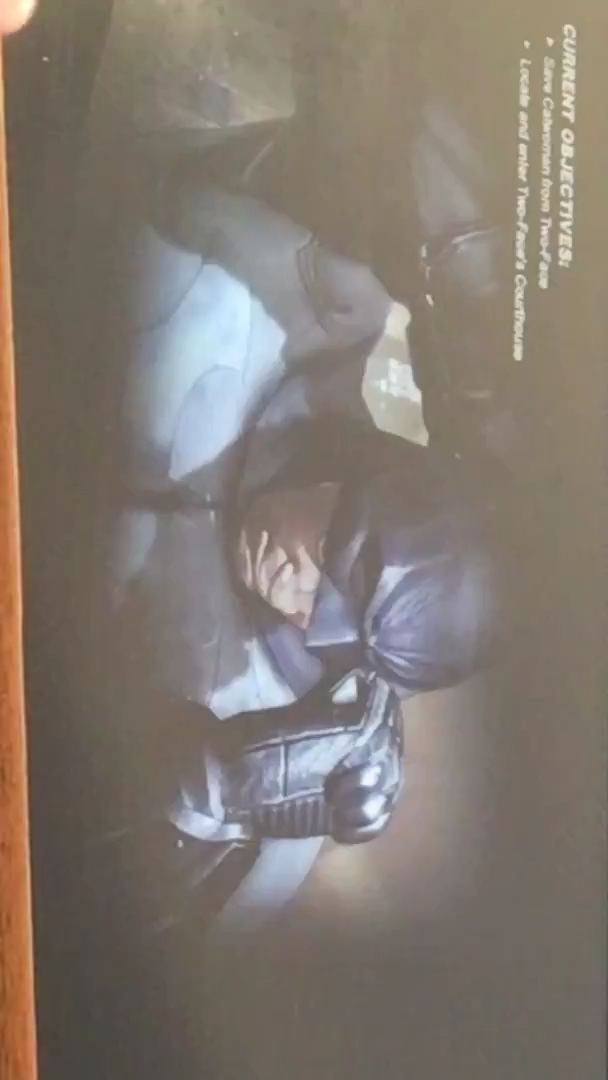 CURRENT OBJECTIVES:
Save Catwoman from Two-Face
Locate and enter Two-Face's Courthouse